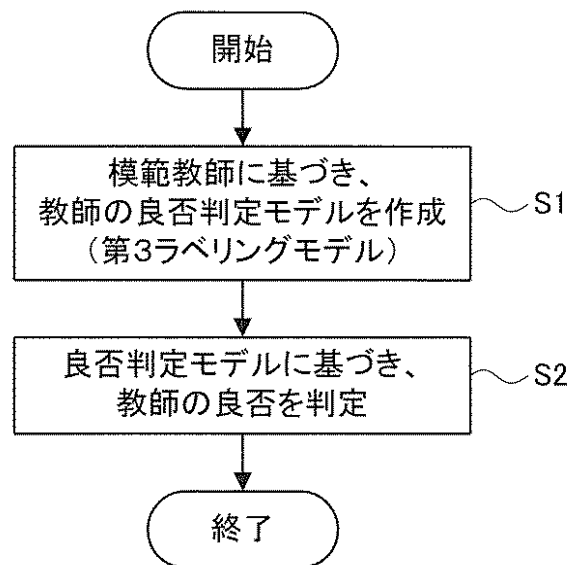 開始
模範教師に基づき、
教師の良否判定モデルを作成
（第3ラベリングモデル）
S1
良否判定モデルに基づき、
教師の良否を判定
S2
終了